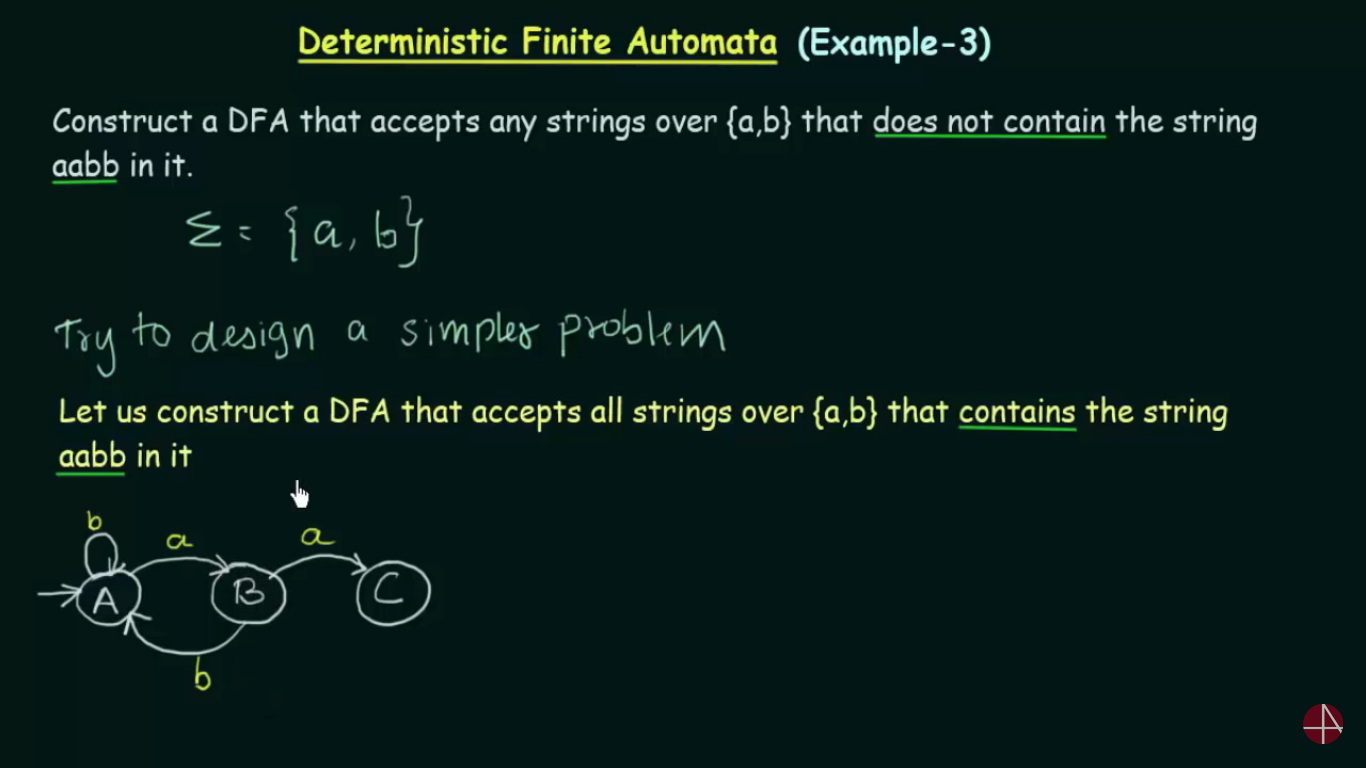 Deterministic Finite Automata (Example-3)
Construct a DFA that accepts any strings over {a,b} that does not contain the string
aabb in it.
Σ = {a, b}
Try to design a simpler problem
Let us construct a DFA that accepts all strings over {a,b} that contains the string
aabb in it
b
a a
A B C
b